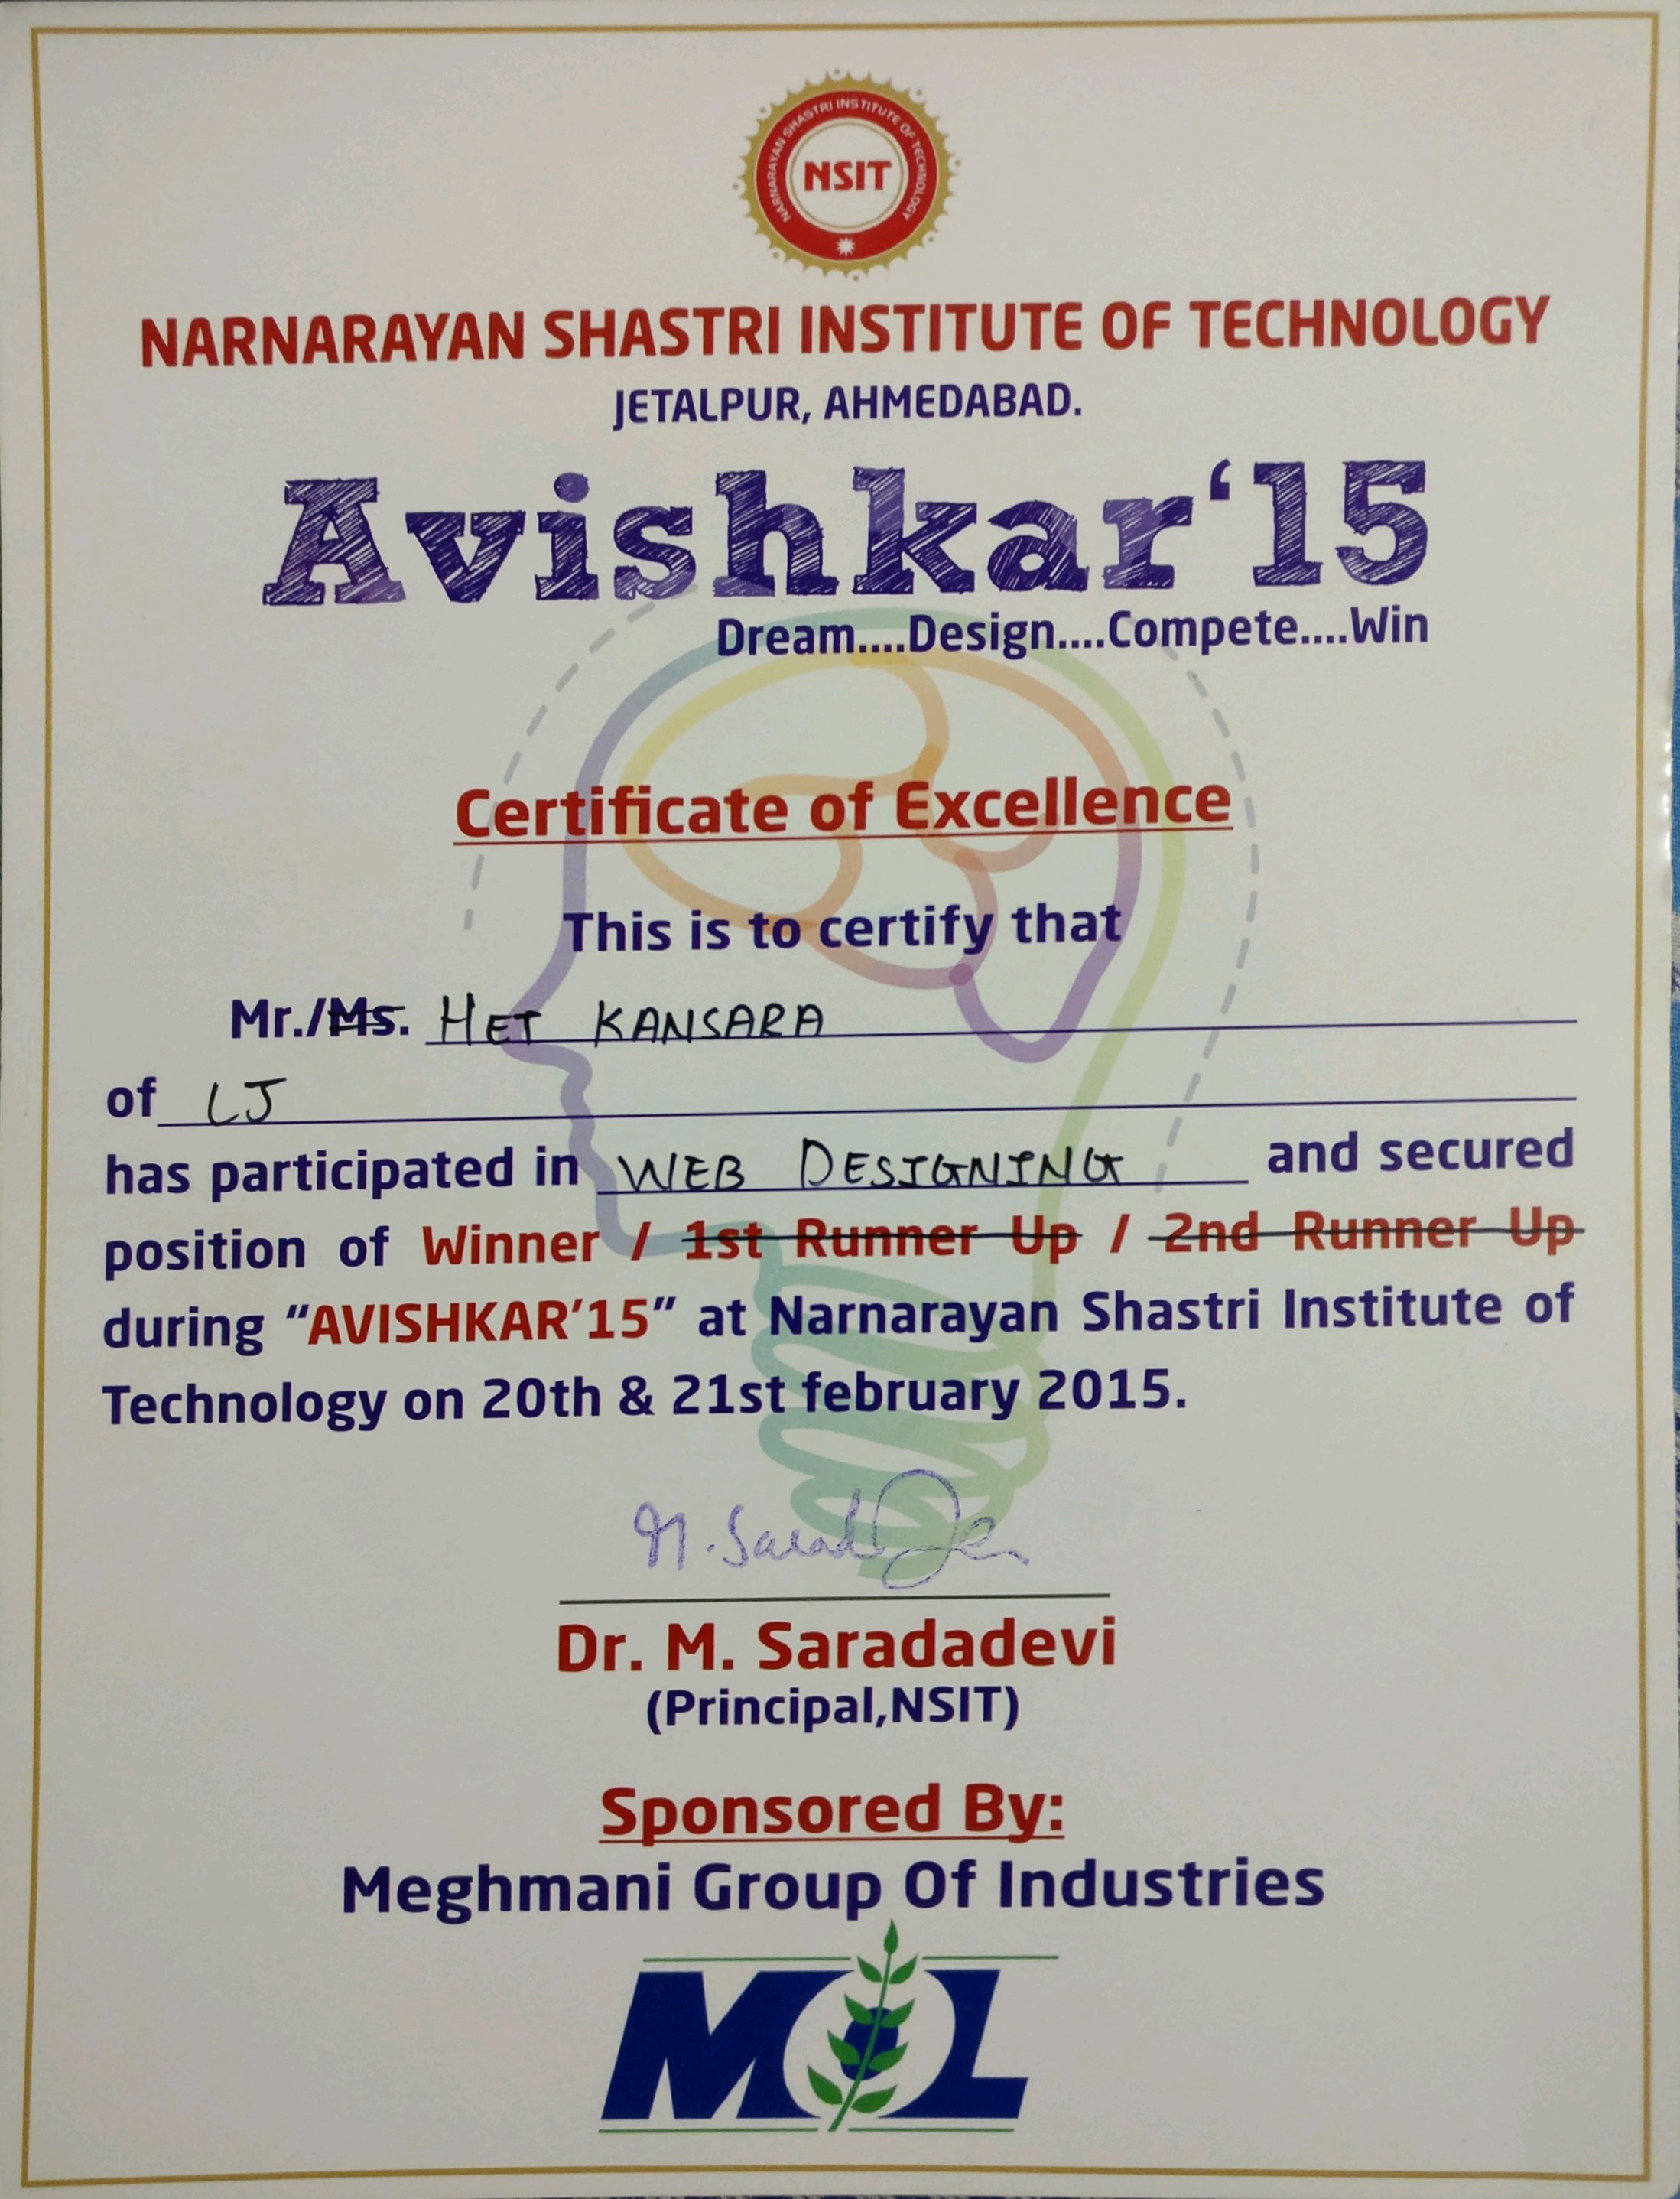 NARNARAYAN SHASTRI INSTITUTE OF TECHNOLOGY
NSIT
NARNARAYAN SHASTRI INSTITUTE OF TECHNOLOGY
JETALPUR, AHMEDABAD.
Avishkar‘15
Dream....Design....Compete....Win
Certificate of Excellence
This is to certify that
Mr./Ms. HET KANSARA
of LJ
has participated in WEB DESIGNING and secured
position of Winner / 1st Runner Up / 2nd Runner Up
during “AVISHKAR’15” at Narnarayan Shastri Institute of
Technology on 20th & 21st february 2015.
Dr. M. Saradadevi
(Principal,NSIT)
Sponsored By:
Meghmani Group Of Industries
MOL